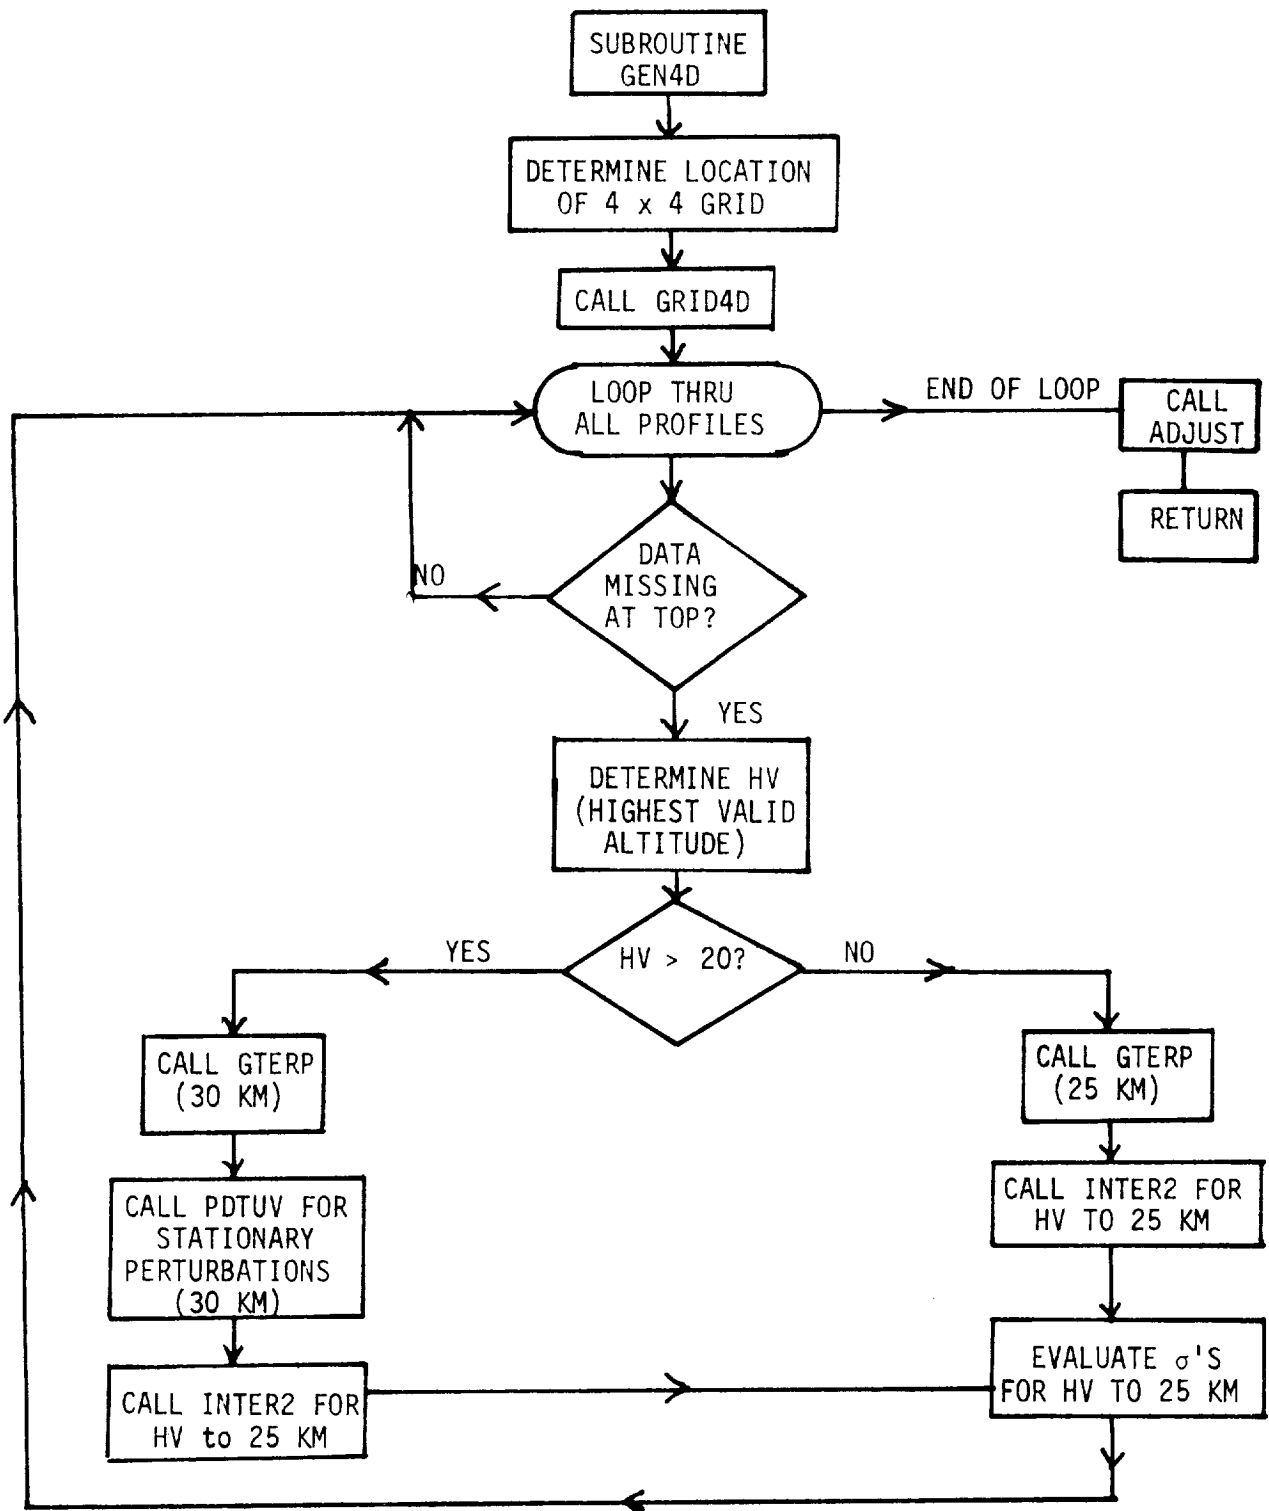 SUBROUTINE
GEN4D
DETERMINE LOCATION
OF 4 x 4 GRID
CALL GRID4D
LOOP THRU
ALL PROFILES
END OF LOOP
CALL
ADJUST
RETURN
DATA
MISSING
AT TOP?
NO
YES
DETERMINE HV
(HIGHEST VALID
ALTITUDE)
HV > 20?
YES
NO
CALL GTERP
(30 KM)
CALL PDTUV FOR
STATIONARY
PERTURBATIONS
(30 KM)
CALL INTER2 FOR
HV to 25 KM
CALL GTERP
(25 KM)
CALL INTER2 FOR
HV TO 25 KM
EVALUATE σ'S
FOR HV TO 25 KM